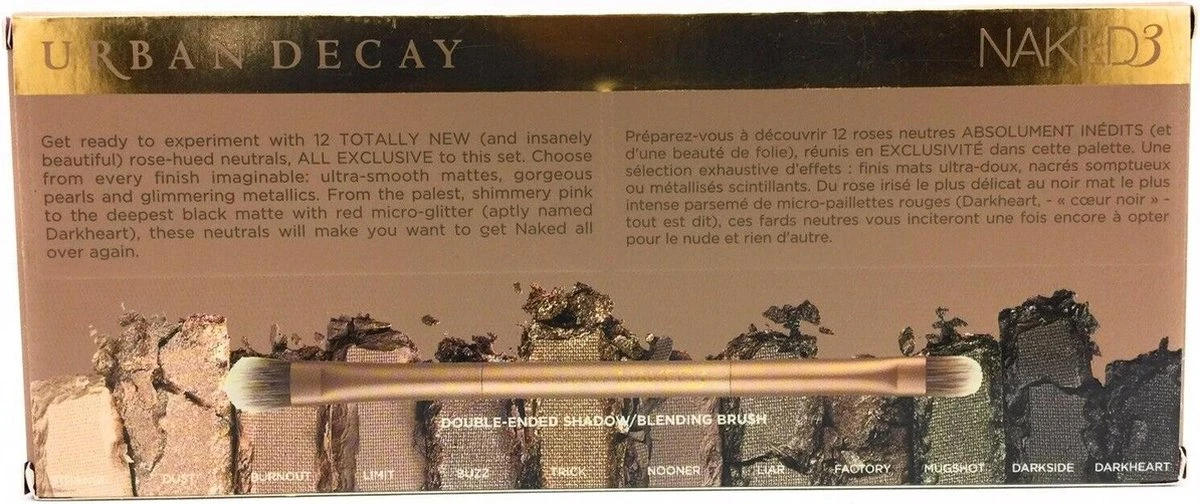 URBAN DECAY
NAKED3
Get ready to experiment with 12 TOTALLY NEW (and insanely
beautiful) rose-hued neutrals, ALL EXCLUSIVE to this set. Choose
from every finish imaginable: ultra-smooth mattes, gorgeous
pearls and glimmering metallics. From the palest, shimmery pink
to the deepest black matte with red micro-glitter (aptly named
Darkheart), these neutrals will make you want to get Naked all
over again.
Préparez-vous à découvrir 12 roses neutres ABSOLUMENT INÉDITS (et
d'une beauté de folie), réunis en EXCLUSIVITÉ dans cette palette. Une
sélection exhaustive d'effets : finis mats ultra-doux, nacrés somptueux
ou métallisés scintillants. Du rose irisé le plus délicat au noir mat le plus
intense parsemé de micro-paillettes rouges (Darkheart, - « cœur noir » -
tout est dit), ces fards neutres vous inciteront une fois encore à opter
pour le nude et rien d'autre.
DOUBLE-ENDED SHADOW/BLENDING BRUSH
DUST BURNOUT LIMIT BUZZ TRICK NOONER LIAR FACTORY MUGSHOT DARKSIDE DARKHEART